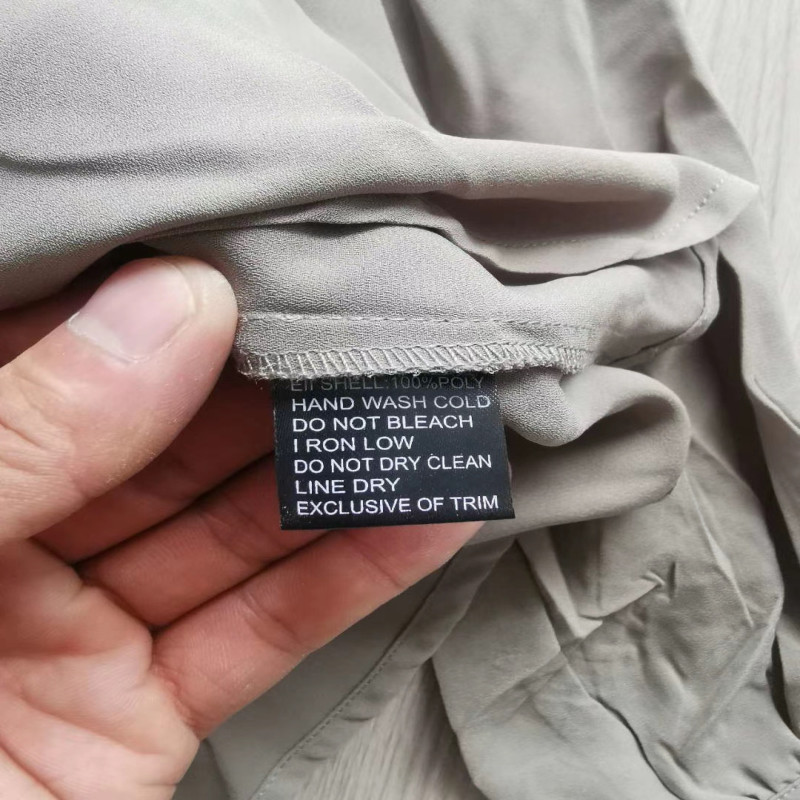 SHELL:100%POLY
HAND WASH COLD
DO NOT BLEACH
I RON LOW
DO NOT DRY CLEAN
LINE DRY
EXCLUSIVE OF TRIM